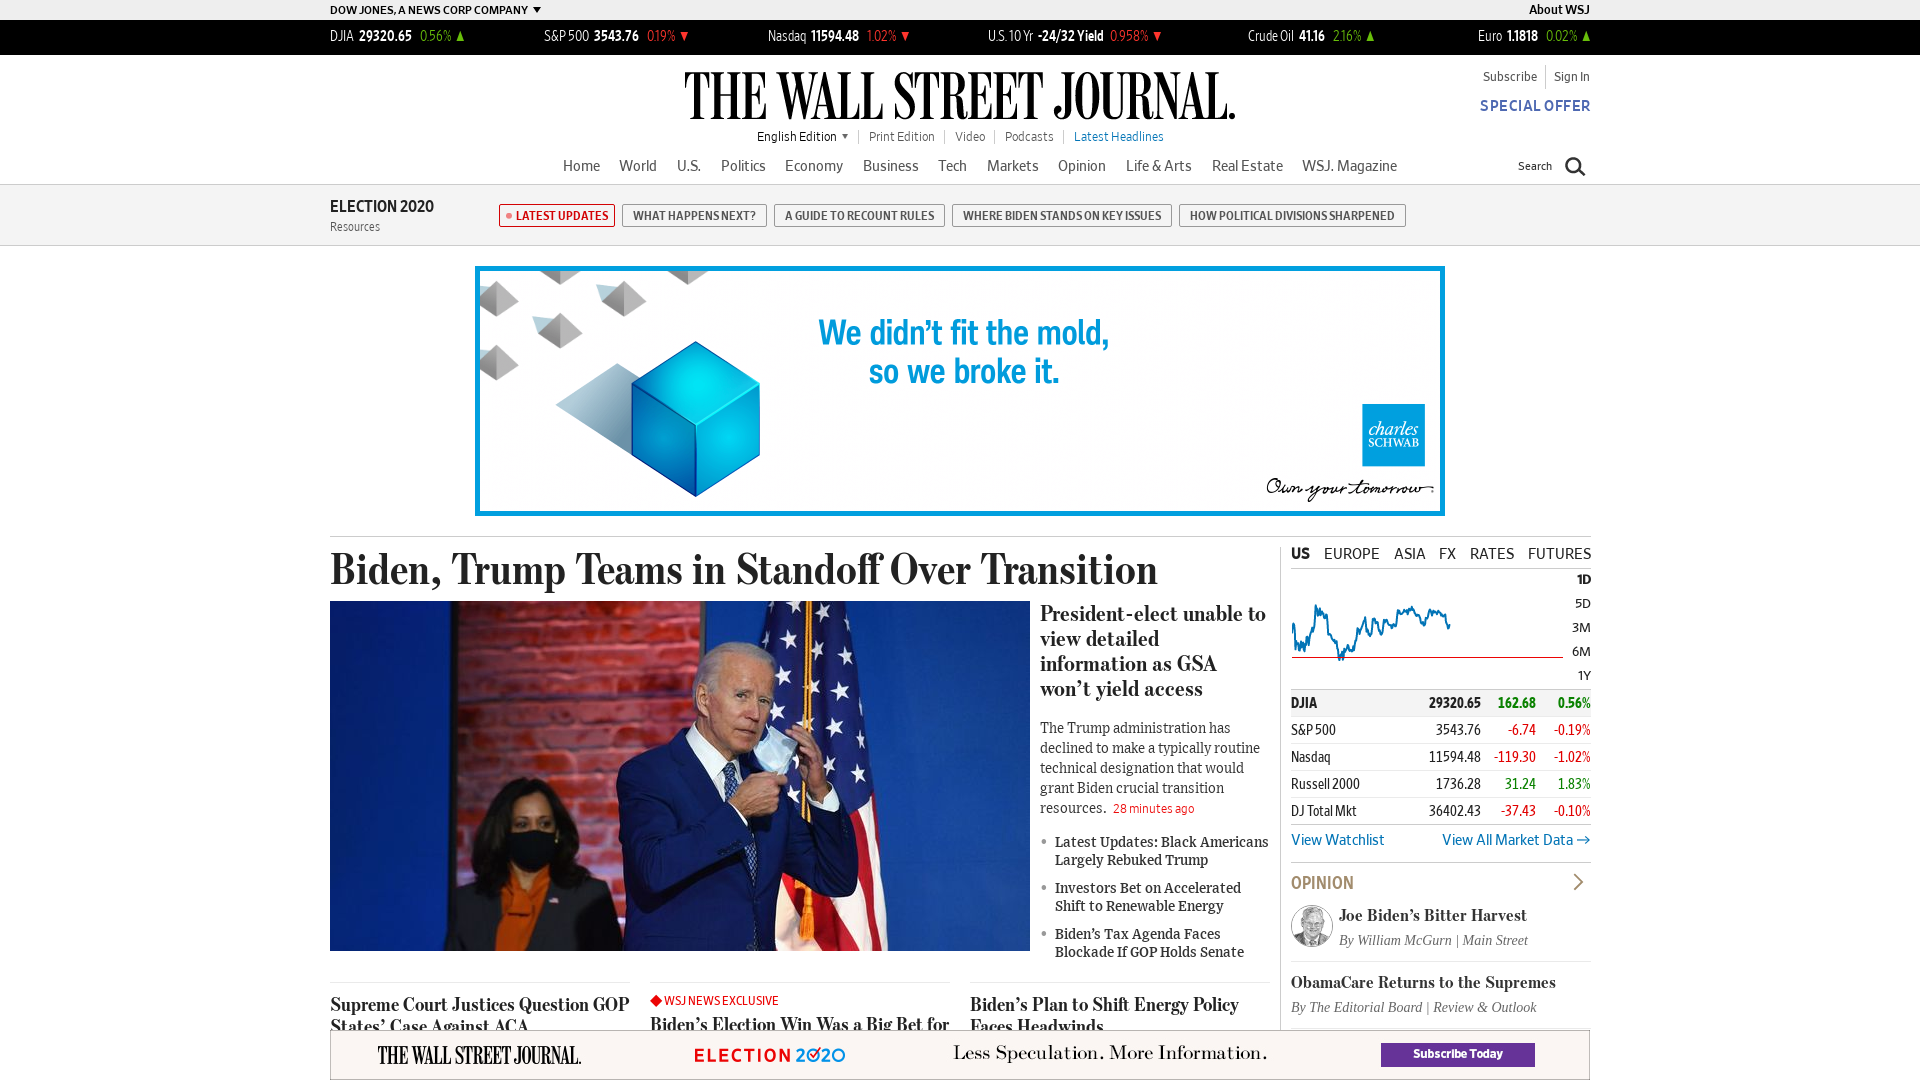 DOW JONES, A NEWS CORP COMPANY
About WSJ
DJIA 29320.65 0.56%
S&P 500 3543.76 0.19%
Nasdaq 11594.48 1.02%
U.S. 10 Yr -24/32 Yield 0.958%
Crude Oil 41.16 2.16%
Euro 1.1818 0.02%
THE WALL STREET JOURNAL.
Subscribe
Sign In
SPECIAL OFFER
English Edition
Print Edition
Video
Podcasts
Latest Headlines
Home
World
U.S.
Politics
Economy
Business
Tech
Markets
Opinion
Life & Arts
Real Estate
WSJ. Magazine
Search
ELECTION 2020
Resources
LATEST UPDATES
WHAT HAPPENS NEXT?
A GUIDE TO RECOUNT RULES
WHERE BIDEN STANDS ON KEY ISSUES
HOW POLITICAL DIVISIONS SHARPENED
We didn't fit the mold,
so we broke it.
charles
SCHWAB
Own your tomorrow
Biden, Trump Teams in Standoff Over Transition
President-elect unable to
view detailed
information as GSA
won't yield access
The Trump administration has
declined to make a typically routine
technical designation that would
grant Biden crucial transition
resources. 28 minutes ago
• Latest Updates: Black Americans
Largely Rebuked Trump
• Investors Bet on Accelerated
Shift to Renewable Energy
• Biden's Tax Agenda Faces
Blockade If GOP Holds Senate
US EUROPE ASIA FX RATES FUTURES
1D
5D
3M
6M
1Y
DJIA 29320.65 162.68 0.56%
S&P 500 3543.76 -6.74 -0.19%
Nasdaq 11594.48 -119.30 -1.02%
Russell 2000 1736.28 31.24 1.83%
DJ Total Mkt 36402.43 -37.43 -0.10%
View Watchlist
View All Market Data →
OPINION
Joe Biden's Bitter Harvest
By William McGurn | Main Street
ObamaCare Returns to the Supremes
By The Editorial Board | Review & Outlook
Supreme Court Justices Question GOP
States' Case Against ACA
WSJ NEWS EXCLUSIVE
Biden's Election Win Was a Big Bet for
Biden's Plan to Shift Energy Policy
Faces Headwinds
THE WALL STREET JOURNAL.
ELECTION 2020
Less Speculation. More Information.
Subscribe Today